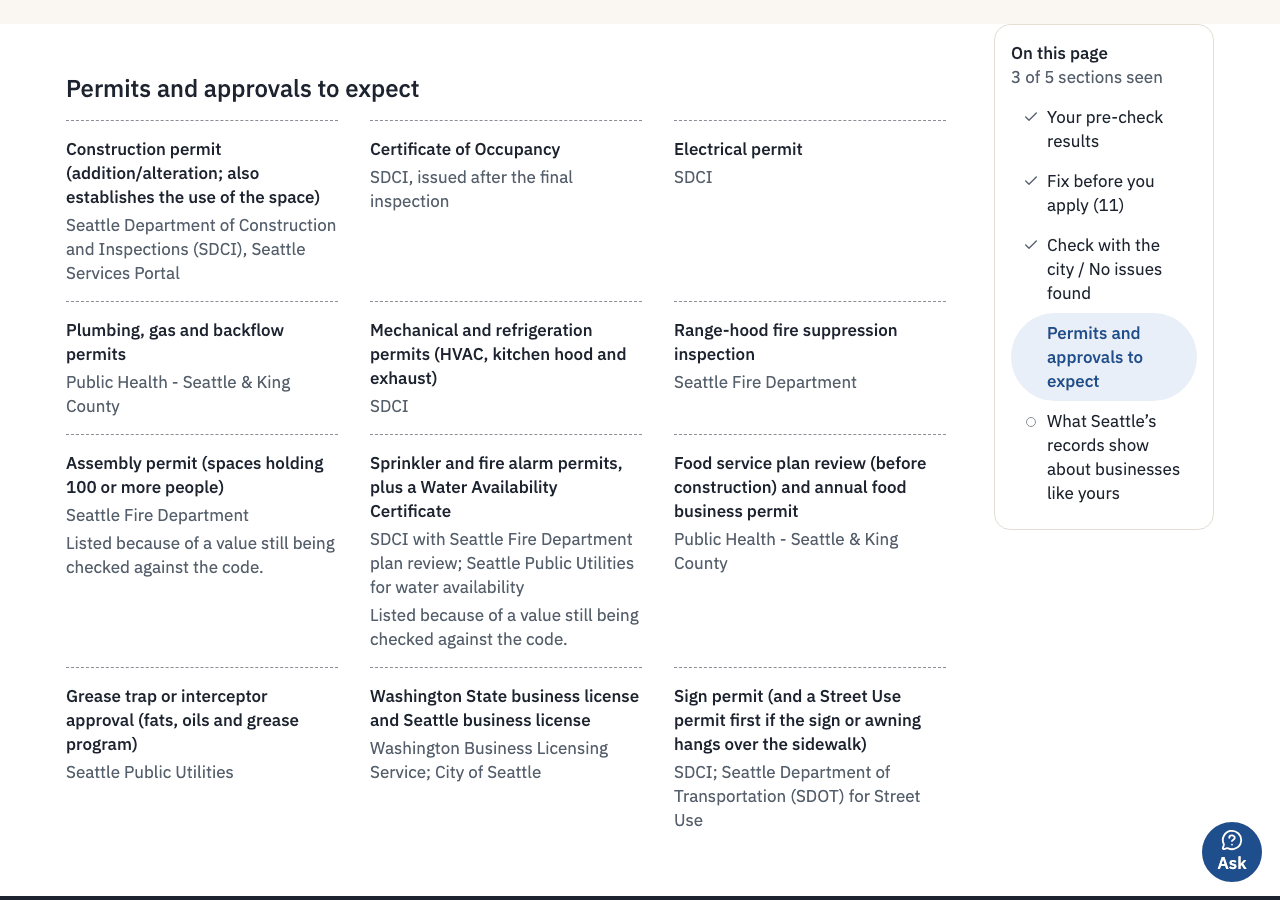 Permits and approvals to expect
Construction permit
(addition/alteration; also
establishes the use of the space)
Seattle Department of Construction
and Inspections (SDCI), Seattle
Services Portal
Certificate of Occupancy
SDCI, issued after the final
inspection
Electrical permit
SDCI
Plumbing, gas and backflow
permits
Public Health - Seattle & King
County
Mechanical and refrigeration
permits (HVAC, kitchen hood and
exhaust)
SDCI
Range-hood fire suppression
inspection
Seattle Fire Department
Assembly permit (spaces holding
100 or more people)
Seattle Fire Department
Listed because of a value still being
checked against the code.
Sprinkler and fire alarm permits,
plus a Water Availability
Certificate
SDCI with Seattle Fire Department
plan review; Seattle Public Utilities
for water availability
Listed because of a value still being
checked against the code.
Food service plan review (before
construction) and annual food
business permit
Public Health - Seattle & King
County
Grease trap or interceptor
approval (fats, oils and grease
program)
Seattle Public Utilities
Washington State business license
and Seattle business license
Washington Business Licensing
Service; City of Seattle
Sign permit (and a Street Use
permit first if the sign or awning
hangs over the sidewalk)
SDCI; Seattle Department of
Transportation (SDOT) for Street
Use
On this page
3 of 5 sections seen
Your pre-check
results
Fix before you
apply (11)
Check with the
city / No issues
found
Permits and
approvals to
expect
What Seattle’s
records show
about businesses
like yours
Ask